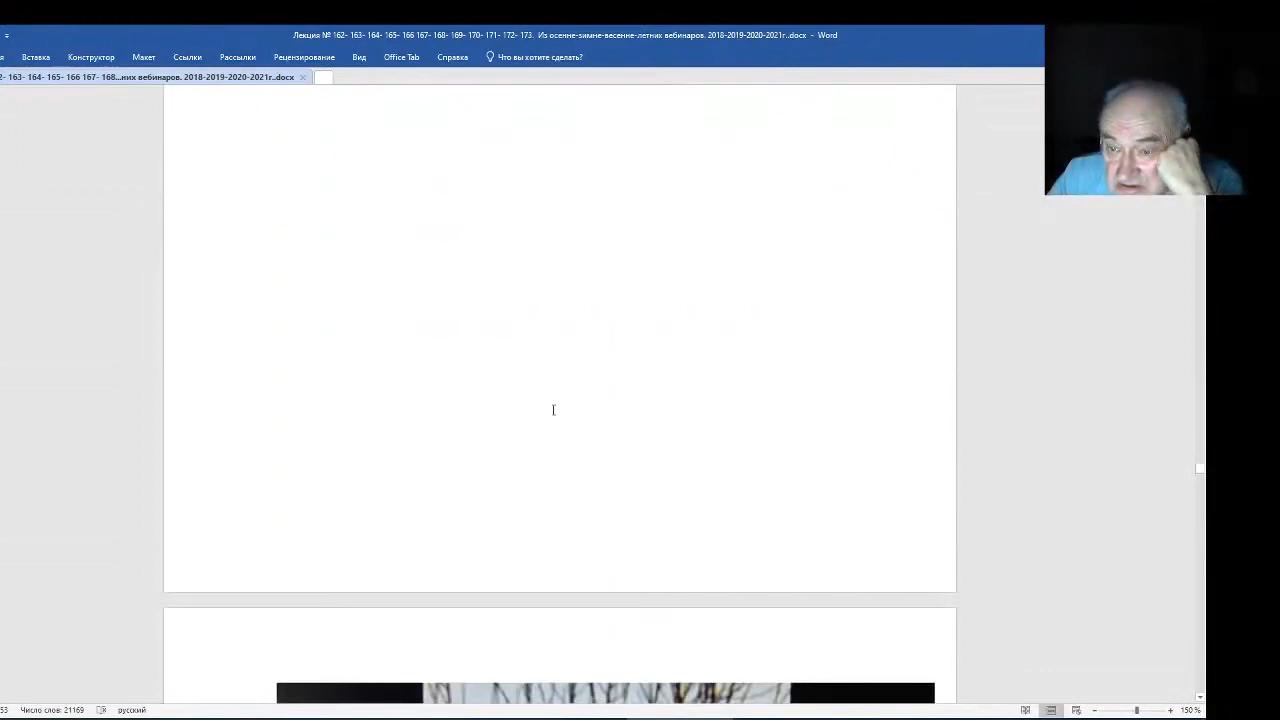 Лекция № 162- 163- 164- 165- 166 167- 168- 169- 170- 171- 172- 173. Из осенне-зимне-весенне-летних вебинаров. 2018-2019-2020-2021г..docx - Word
Вставка Конструктор Макет Ссылки Рассылки Рецензирование Вид Office Tab Справка Что вы хотите сделать?
2- 163- 164- 165- 166 167- 168...них вебинаров. 2018-2019-2020-2021г..docx
53 Число слов: 21169 русский 150 %